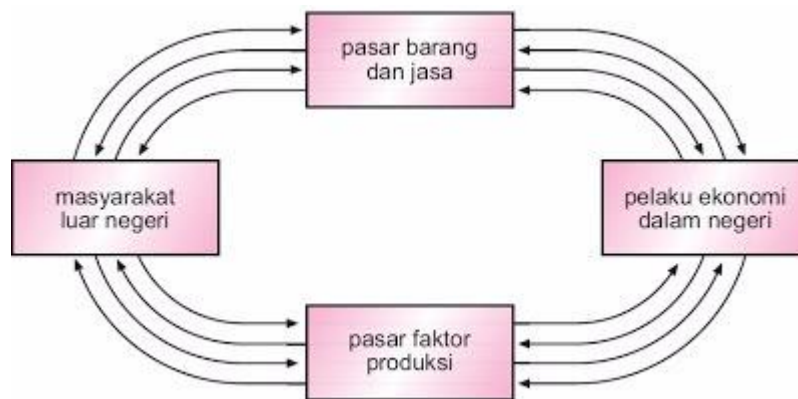 pasar barang
dan jasa
masyarakat
luar negeri
pelaku ekonomi
dalam negeri
pasar faktor
produksi